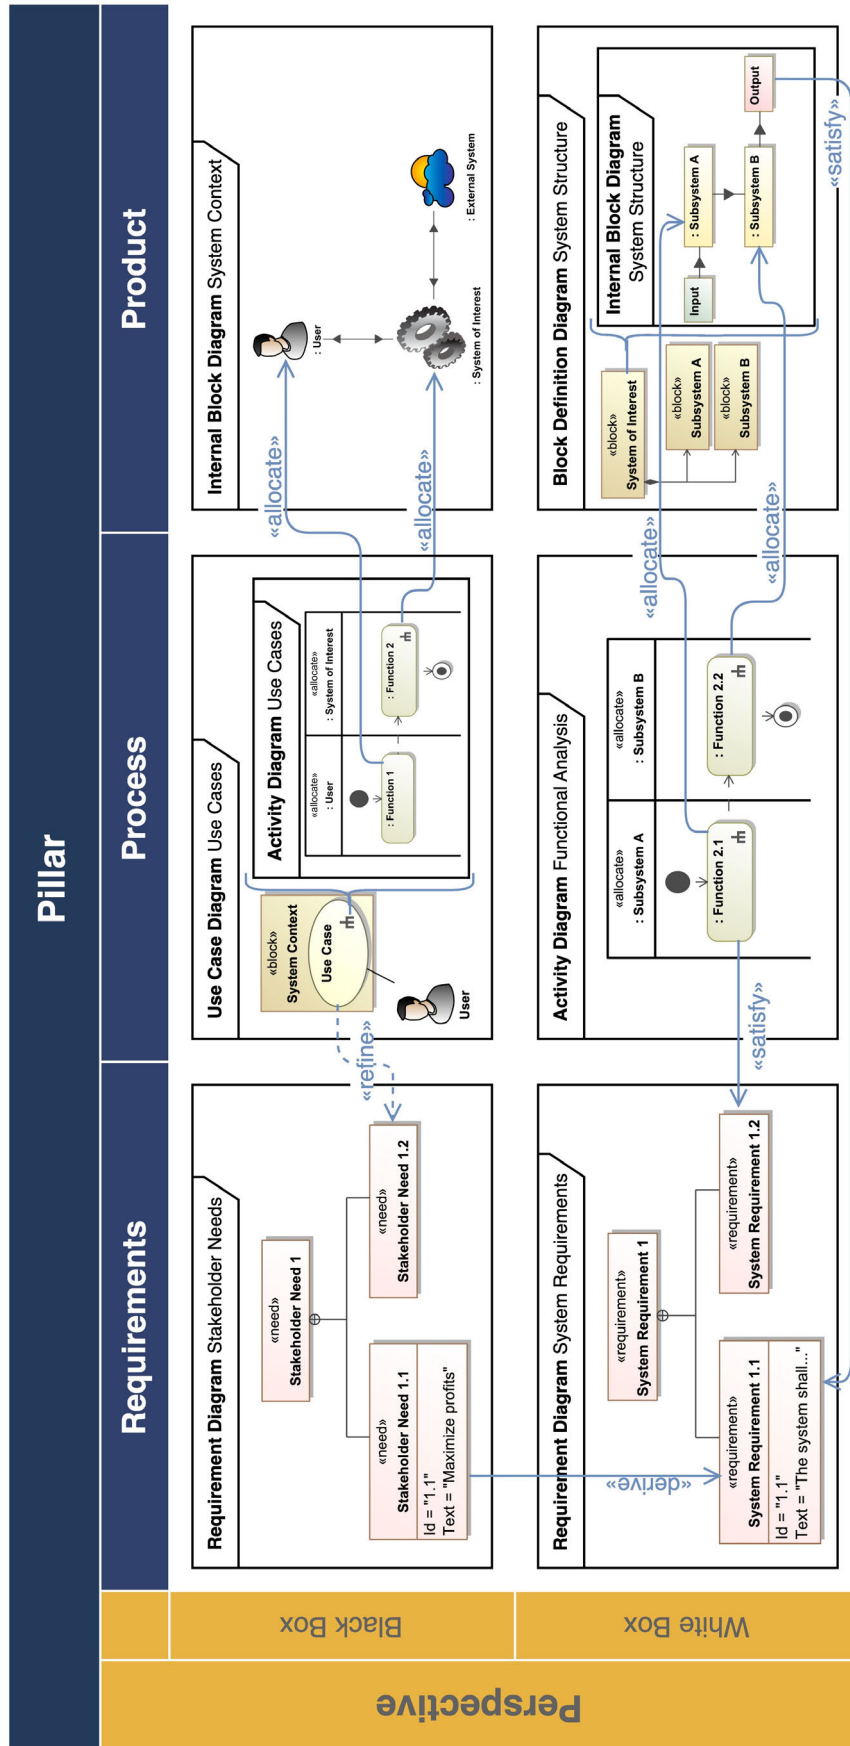 Pillar
Requirements
Process
Product
Perspective
Black Box
White Box
Requirement Diagram Stakeholder Needs
«need»
Stakeholder Need 1
«need»
Stakeholder Need 1.1
Id = "1.1"
Text = "Maximize profits"
«need»
Stakeholder Need 1.2
«refine»
Use Case Diagram Use Cases
«block»
System Context
Use Case
User
Activity Diagram Use Cases
«allocate»
: User
«allocate»
: System of Interest
: Function 1
: Function 2
«allocate»
«allocate»
Internal Block Diagram System Context
: User
: System of Interest
: External System
«derive»
Requirement Diagram System Requirements
«requirement»
System Requirement 1
«requirement»
System Requirement 1.1
Id = "1.1"
Text = "The system shall..."
«requirement»
System Requirement 1.2
«satisfy»
Activity Diagram Functional Analysis
«allocate»
: Subsystem A
«allocate»
: Subsystem B
: Function 2.1
: Function 2.2
«allocate»
«allocate»
Block Definition Diagram System Structure
«block»
System of Interest
«block»
Subsystem A
«block»
Subsystem B
Internal Block Diagram
System Structure
Input
: Subsystem A
: Subsystem B
Output
«satisfy»